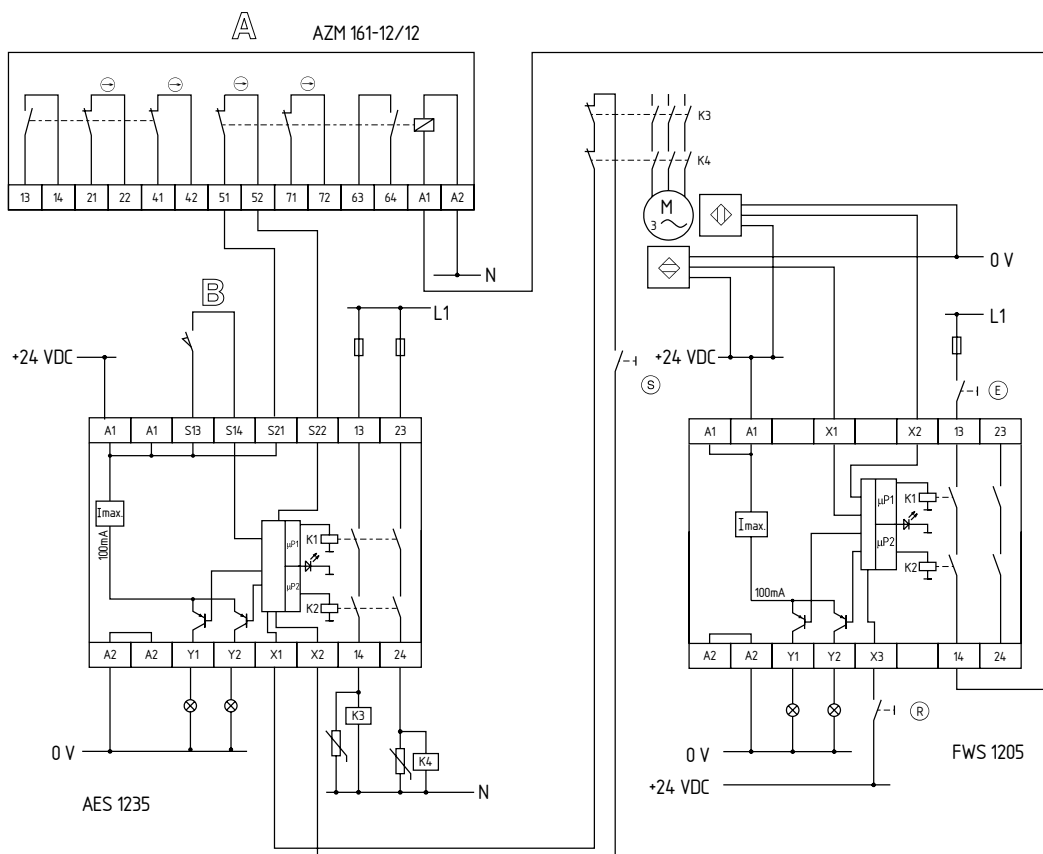 A
AZM 161-12/12
K3
K4
13 14 21 22 41 42 51 52 71 72 63 64 A1 A2
M
3
N
0 V
B
L1
L1
+24 VDC
+24 VDC
S
E
A1 A1 S13 S14 S21 S22 13 23
A1 A1 X1 X2 13 23
Imax.
100mA
µP1
µP2
K1
K2
Imax.
100mA
µP1
µP2
K1
K2
A2 A2 Y1 Y2 X1 X2 14 24
A2 A2 Y1 Y2 X3 14 24
K3
K4
R
0 V
0 V
FWS 1205
+24 VDC
N
AES 1235